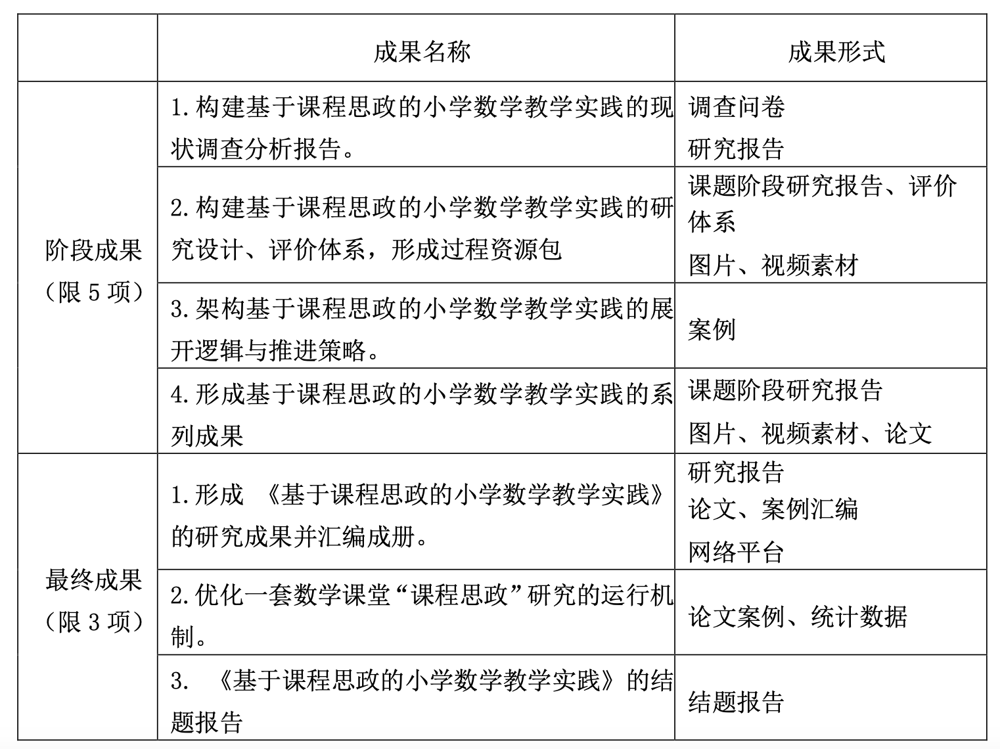 成果名称
成果形式
阶段成果
（限 5 项）
1.构建基于课程思政的小学数学教学实践的现
状调查分析报告。
调查问卷
研究报告
2.构建基于课程思政的小学数学教学实践的研
究设计、评价体系，形成过程资源包
课题阶段研究报告、评价
体系
图片、视频素材
3.架构基于课程思政的小学数学教学实践的展
开逻辑与推进策略。
案例
4.形成基于课程思政的小学数学教学实践的系
列成果
课题阶段研究报告
图片、视频素材、论文
最终成果
（限 3 项）
1.形成 《基于课程思政的小学数学教学实践》
的研究成果并汇编成册。
研究报告
论文、案例汇编
网络平台
2.优化一套数学课堂“课程思政”研究的运行机
制。
论文案例、统计数据
3. 《基于课程思政的小学数学教学实践》的结
题报告
结题报告